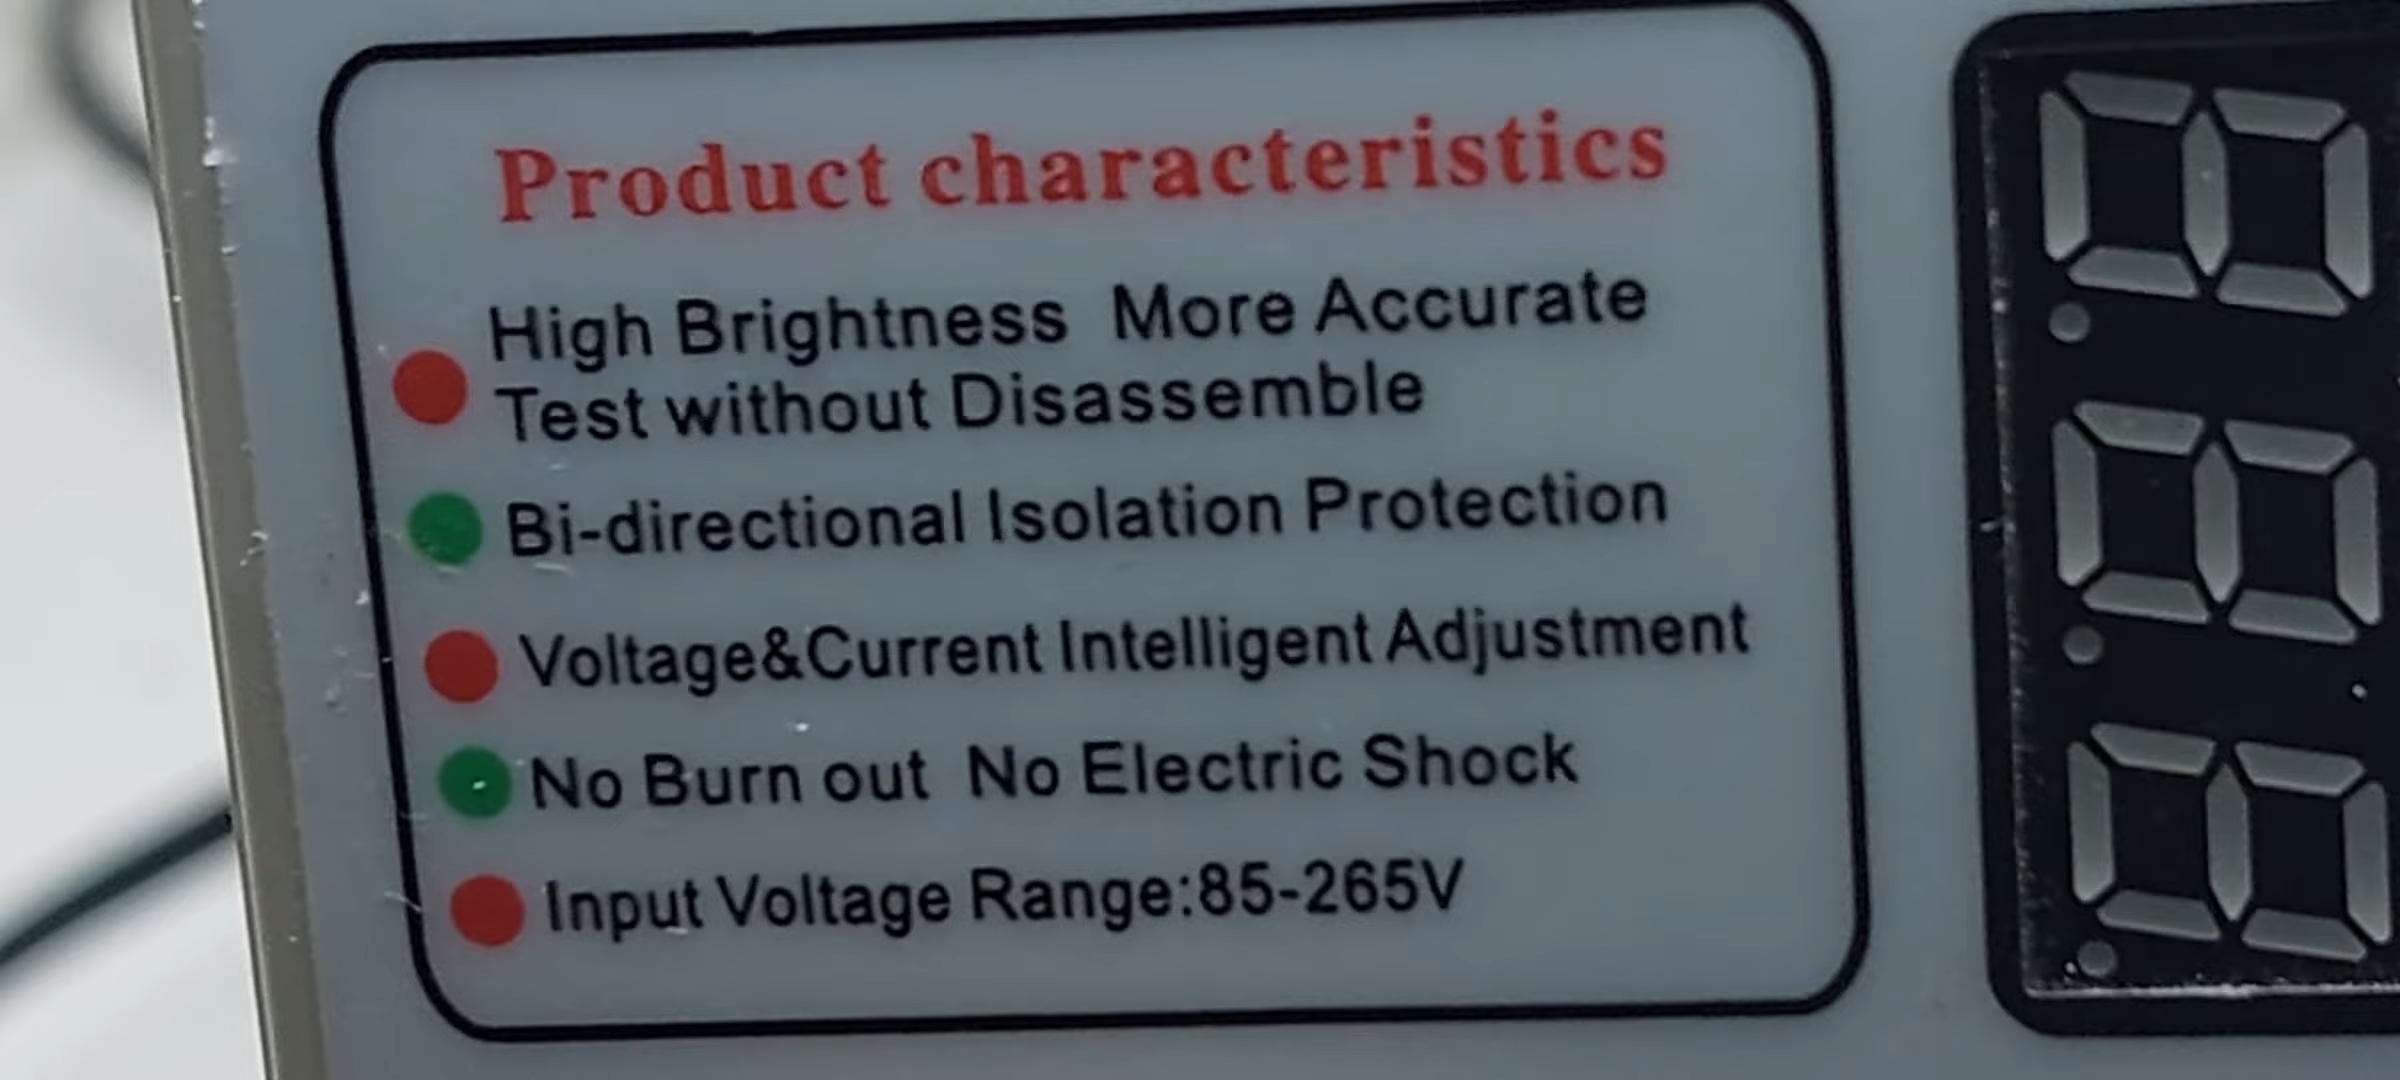 Product characteristics
High Brightness More Accurate
Test without Disassemble
Bi-directional Isolation Protection
Voltage&Current Intelligent Adjustment
No Burn out No Electric Shock
Input Voltage Range:85-265V